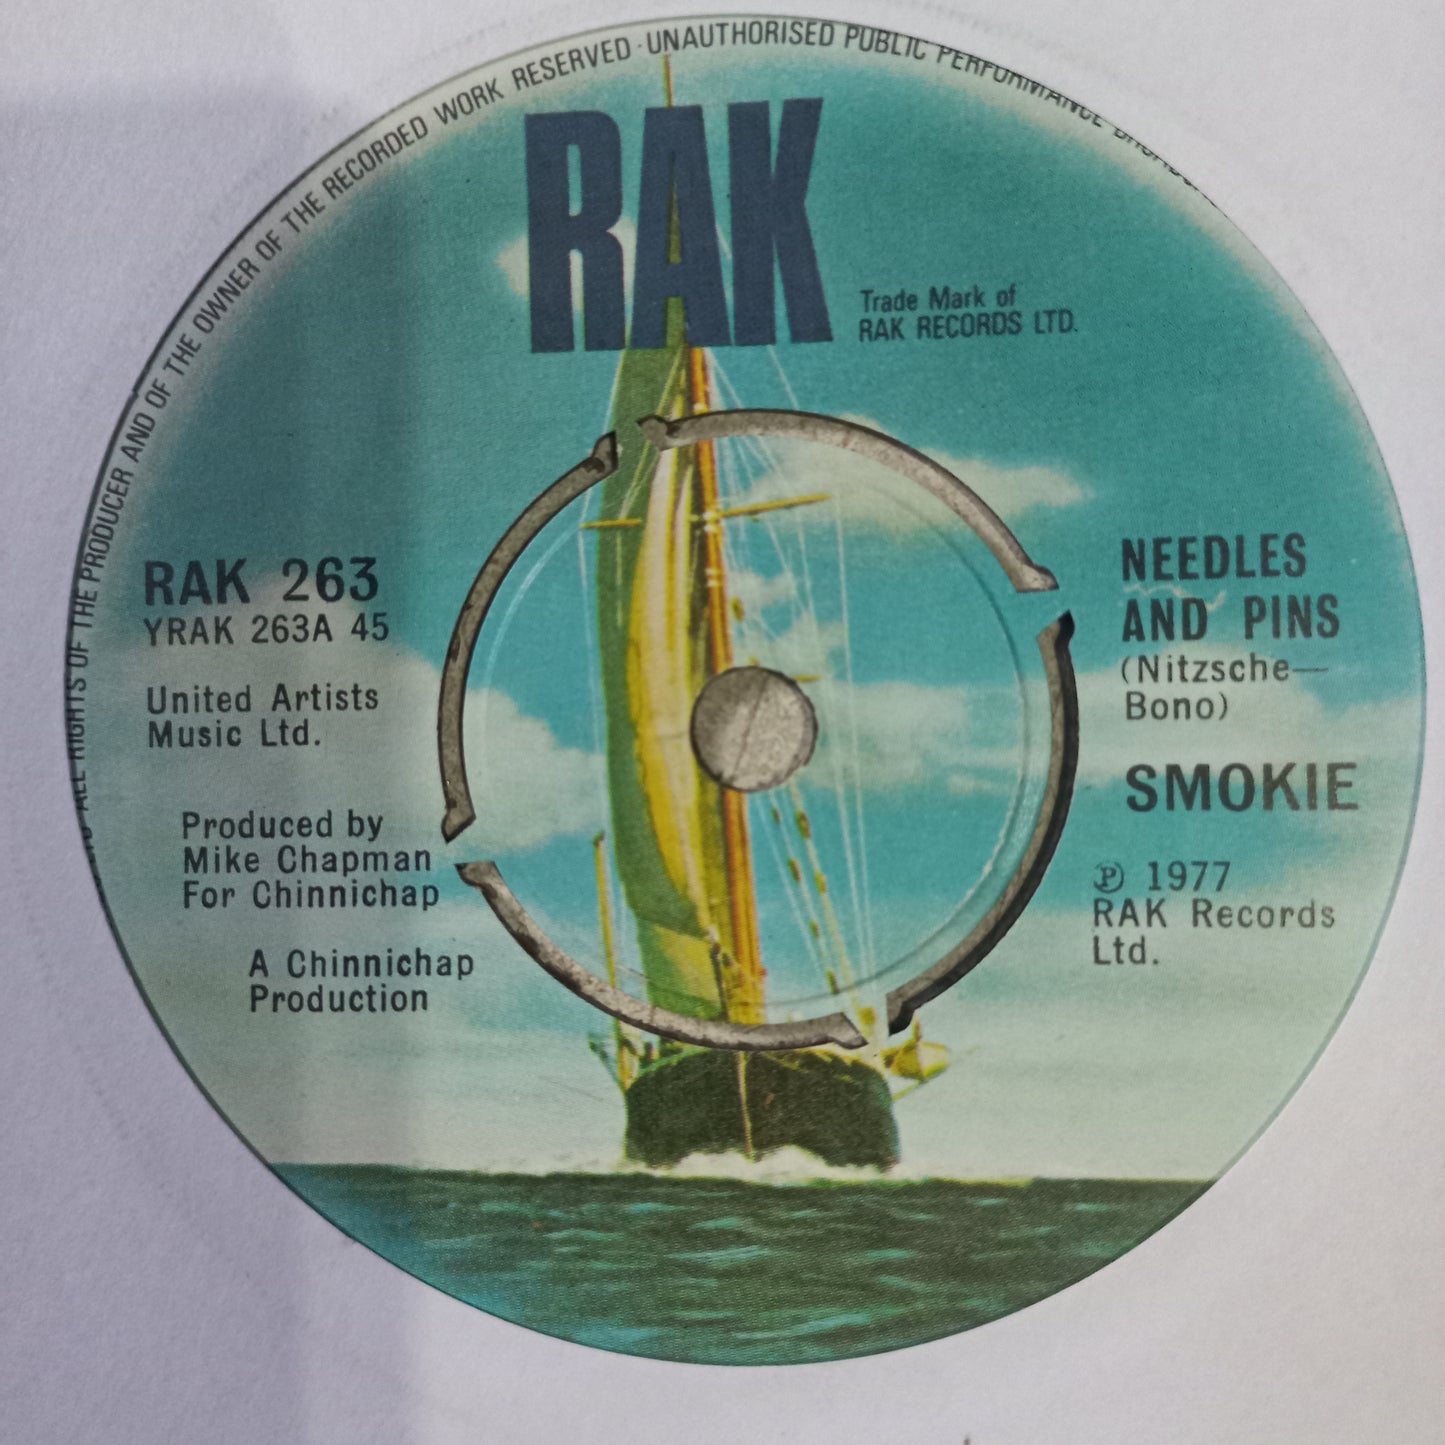 ALL RIGHTS OF THE PRODUCER AND OF THE OWNER OF THE RECORDED WORK RESERVED · UNAUTHORISED PUBLIC PERFORMANCE
RAK
Trade Mark of
RAK RECORDS LTD.
RAK 263
YRAK 263A 45
United Artists
Music Ltd.
Produced by
Mike Chapman
For Chinnichap
A Chinnichap
Production
NEEDLES
AND PINS
(Nitzsche—
Bono)
SMOKIE
℗ 1977
RAK Records
Ltd.